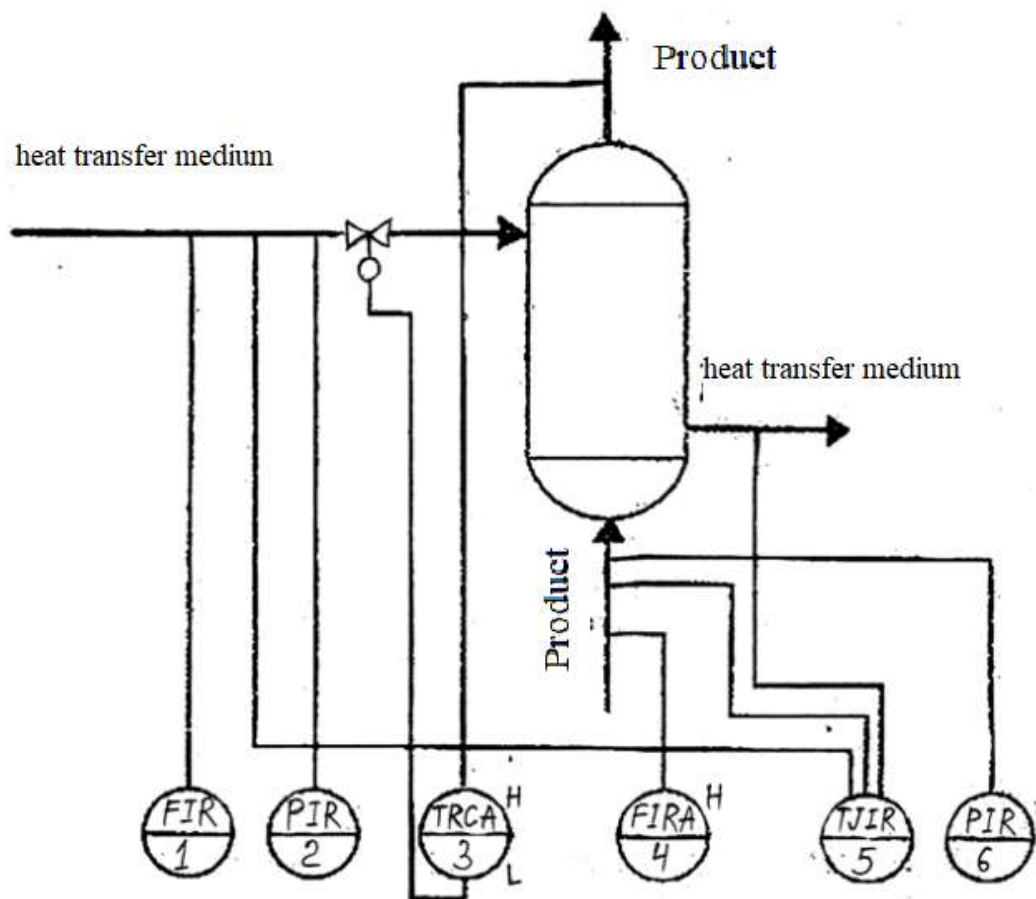 Product
heat transfer medium
heat transfer medium
Product
FIR
1
PIR
2
TRCA
3
H
L
FIRA
4
H
TJIR
5
PIR
6